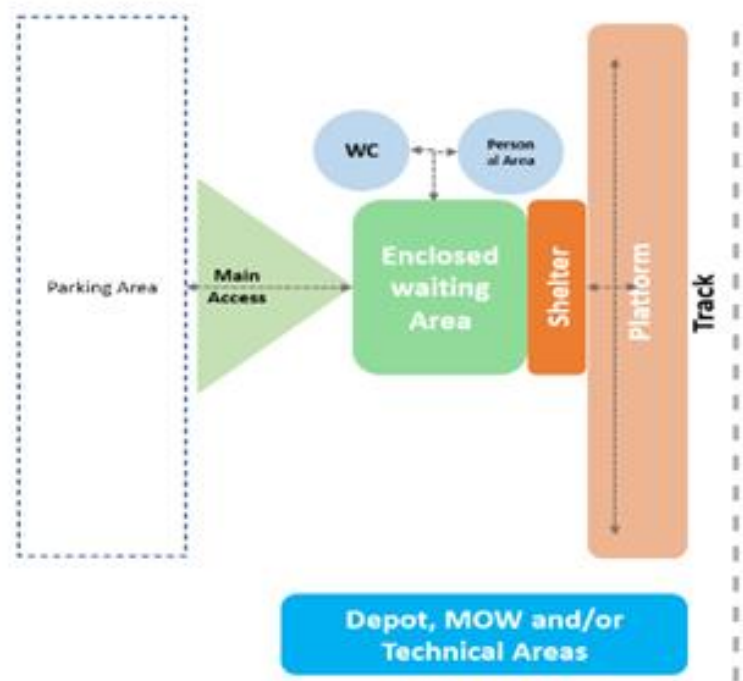 WC
Person
al Area
Parking Area
Main
Access
Enclosed
waiting
Area
Shelter
Platform
Track
Depot, MOW and/or
Technical Areas